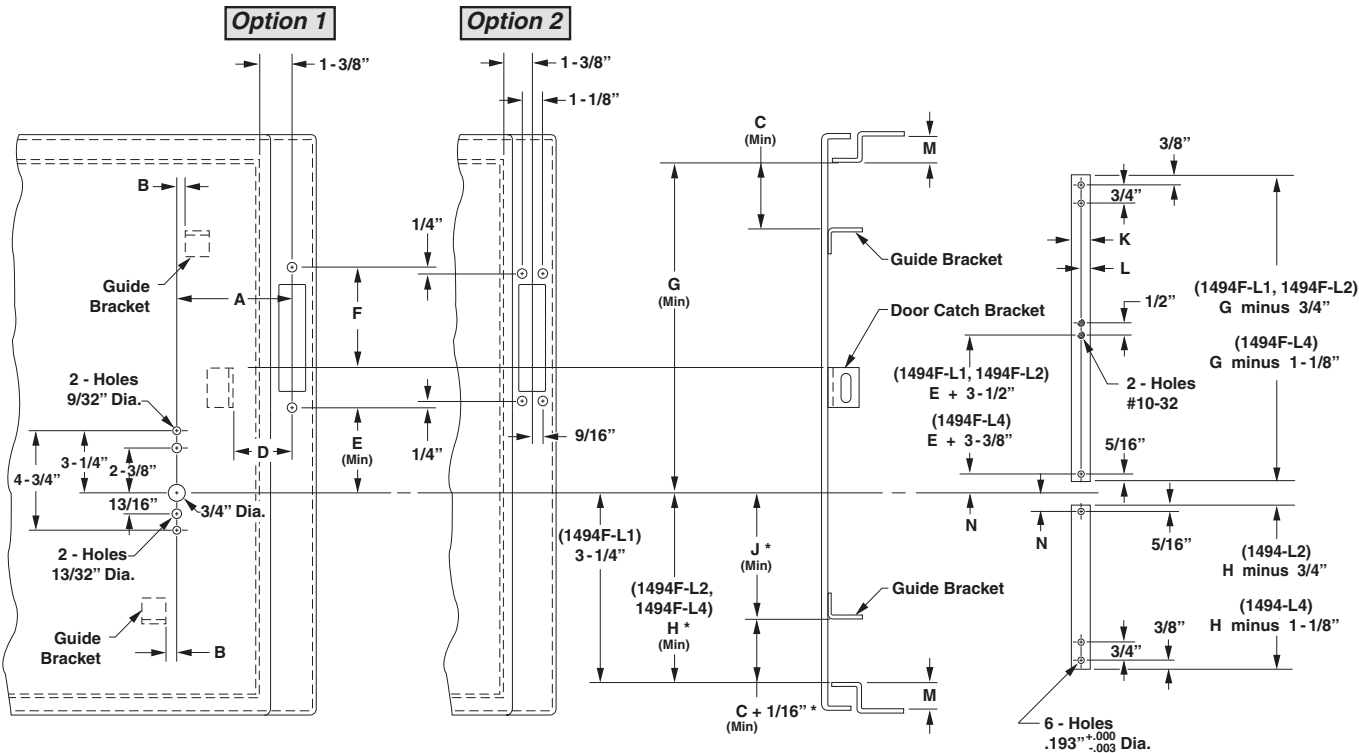 Option 1
Option 2
1-3/8”
1-3/8”
1-1/8”
C
(Min)
M
3/8”
B
3/4”
1/4”
K
Guide Bracket
Guide
Bracket
A
F
G
(Min)
L
(1494F-L1, 1494F-L2)
G minus 3/4”
1/2”
Door Catch Bracket
(1494F-L4)
G minus 1-1/8”
2 - Holes
9/32” Dia.
(1494F-L1, 1494F-L2)
E + 3-1/2”
2 - Holes
#10-32
(1494F-L4)
E + 3-3/8”
3-1/4”
2-3/8”
4-3/4”
D
E
(Min)
1/4”
9/16”
5/16”
13/16”
3/4” Dia.
N
N
2 - Holes
13/32” Dia.
(1494F-L1)
3-1/4”
J *
(Min)
5/16”
(1494-L2)
H minus 3/4”
(1494F-L2,
1494F-L4)
H *
(Min)
Guide Bracket
(1494-L4)
H minus 1-1/8”
Guide
Bracket
B
3/8”
3/4”
M
C + 1/16” *
(Min)
6 - Holes
.193” +.000 -.003 Dia.